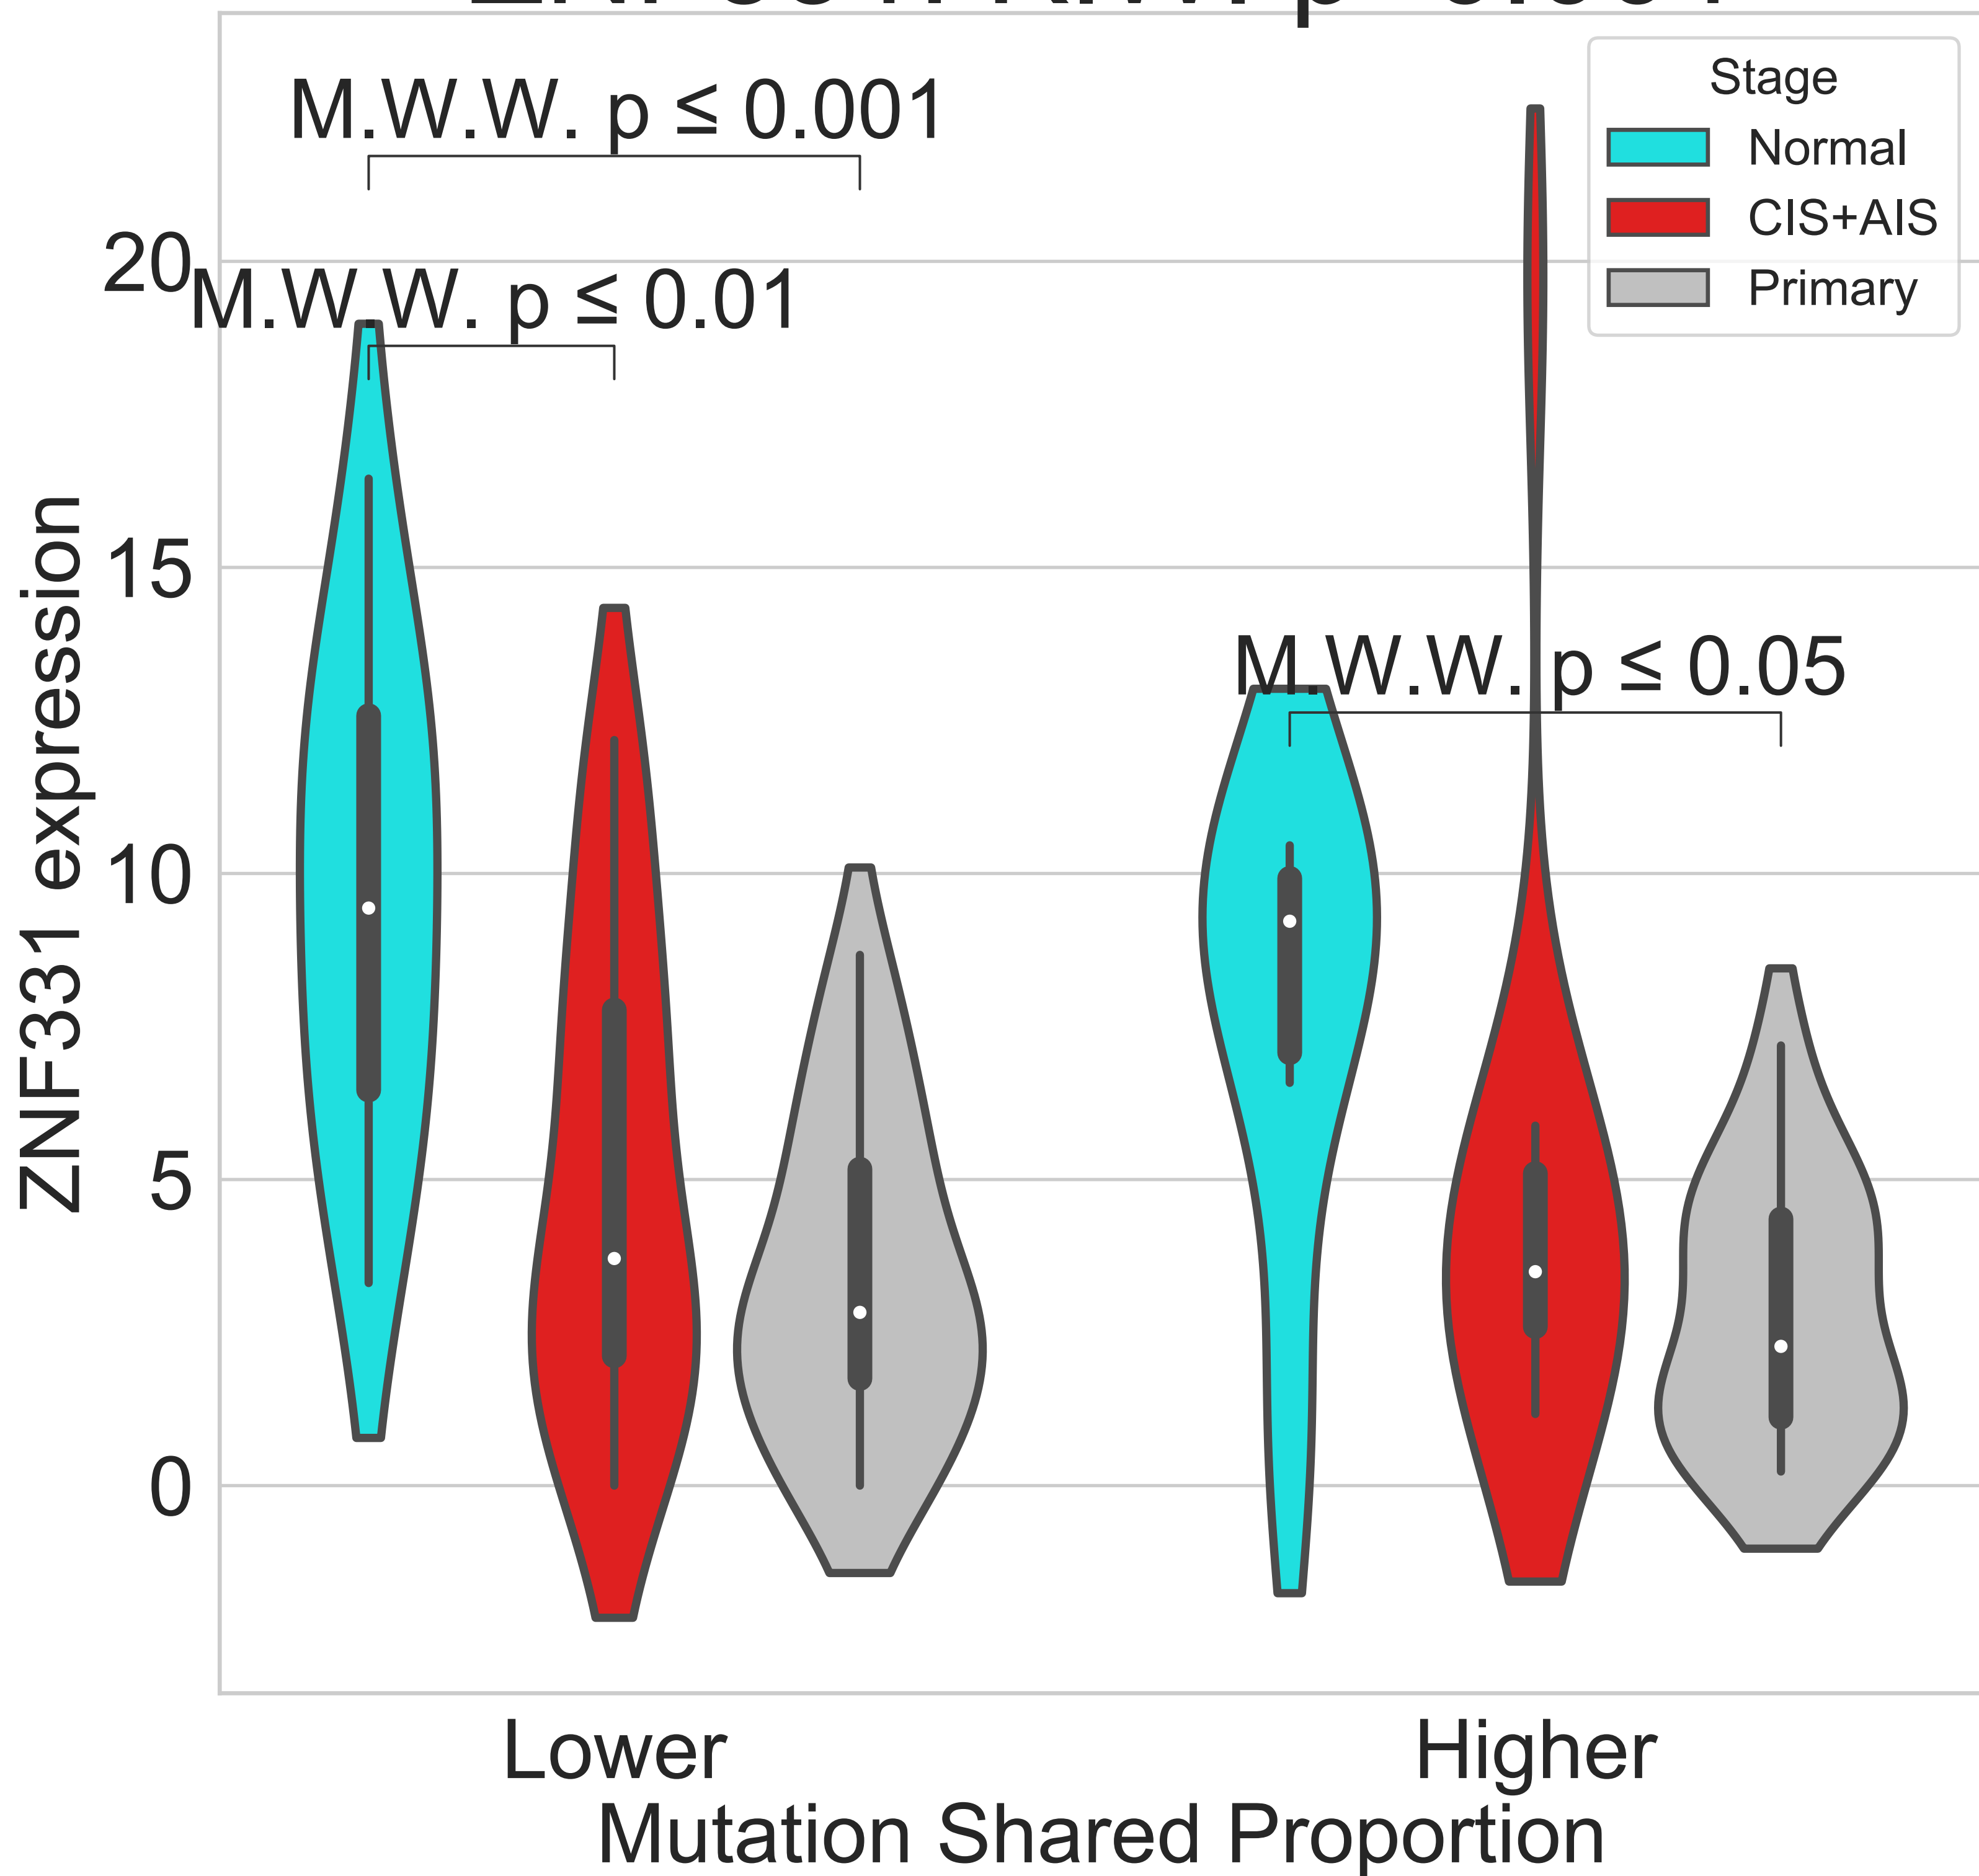 M.W.W. p ≤ 0.001
Stage
Normal
CIS+AIS
Primary
M.W.W. p ≤ 0.01
M.W.W. p ≤ 0.05
20
15
10
5
0
ZNF331 expression
Lower
Higher
Mutation Shared Proportion